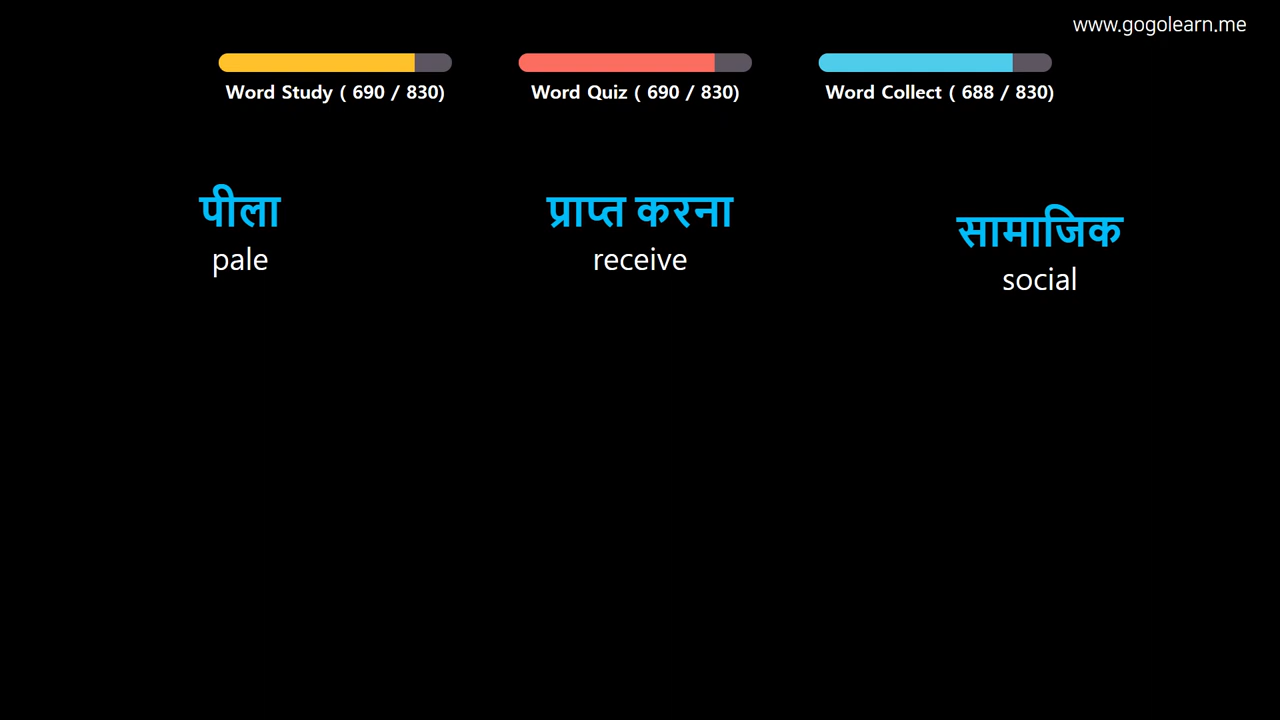 www.gogolearn.me
Word Study ( 690 / 830)
Word Quiz ( 690 / 830)
Word Collect ( 688 / 830)
पीला
pale
प्राप्त करना
receive
सामाजिक
social